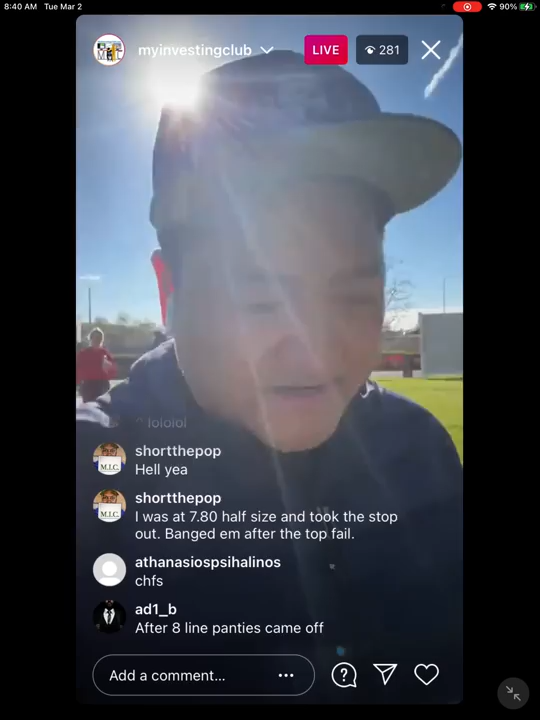 8:40 AM Tue Mar 2
90%
myinvestingclub
LIVE
281
^ lololol
shortthepop
Hell yea
shortthepop
I was at 7.80 half size and took the stop
out. Banged em after the top fail.
athanasiospsihalinos
chfs
ad1_b
After 8 line panties came off
M.I.C.
M.I.C.
Add a comment...